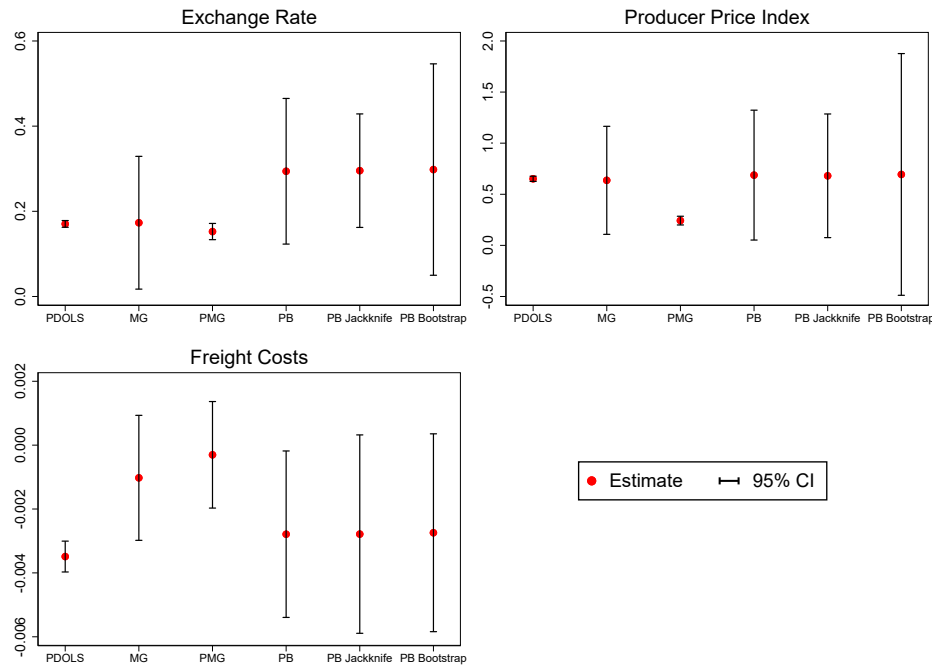 Exchange Rate
0.6
0.4
0.2
0.0
PDOLS MG PMG PB PB Jackknife PB Bootstrap
Producer Price Index
2.0
1.5
1.0
0.5
0.0
-0.5
PDOLS MG PMG PB PB Jackknife PB Bootstrap
Freight Costs
0.002
0.000
-0.002
-0.004
-0.006
PDOLS MG PMG PB PB Jackknife PB Bootstrap
Estimate 95% CI